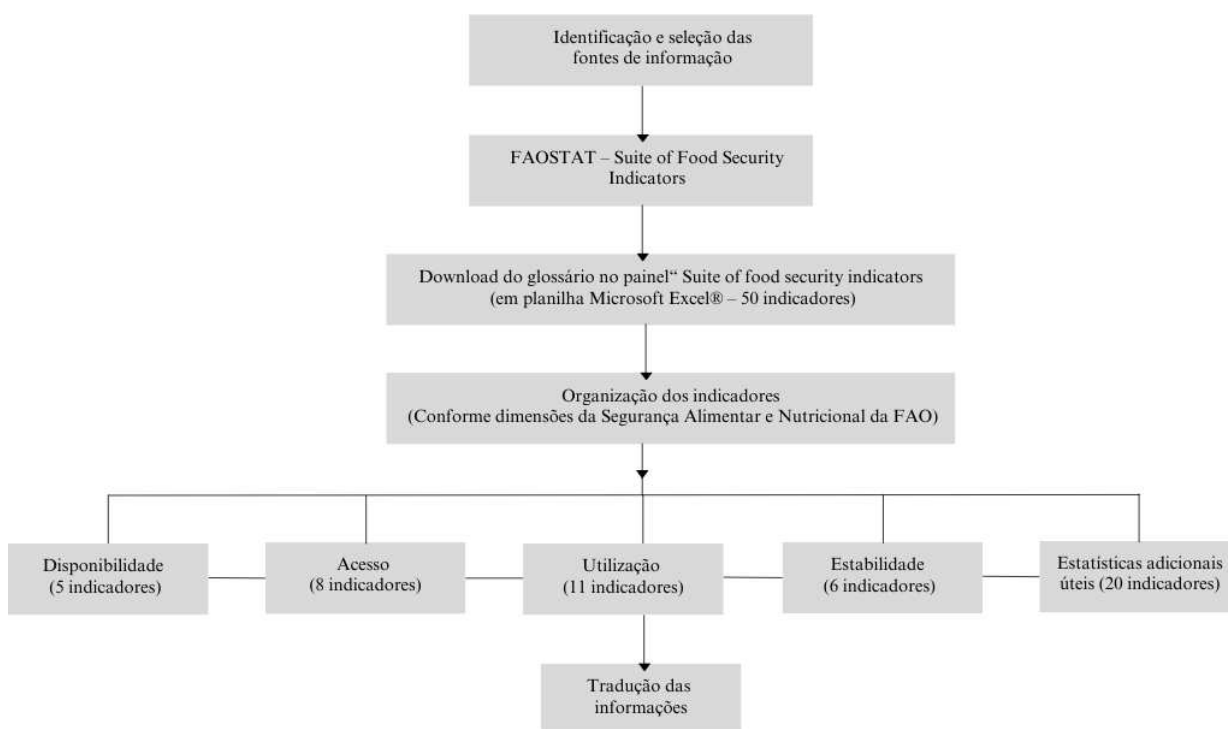 Identificação e seleção das
fontes de informação
FAOSTAT – Suite of Food Security
Indicators
Download do glossário no painel“ Suite of food security indicators
(em planilha Microsoft Excel® – 50 indicadores)
Organização dos indicadores
(Conforme dimensões da Segurança Alimentar e Nutricional da FAO)
Disponibilidade
(5 indicadores)
Acesso
(8 indicadores)
Utilização
(11 indicadores)
Estabilidade
(6 indicadores)
Estatísticas adicionais
úteis (20 indicadores)
Tradução das
informações